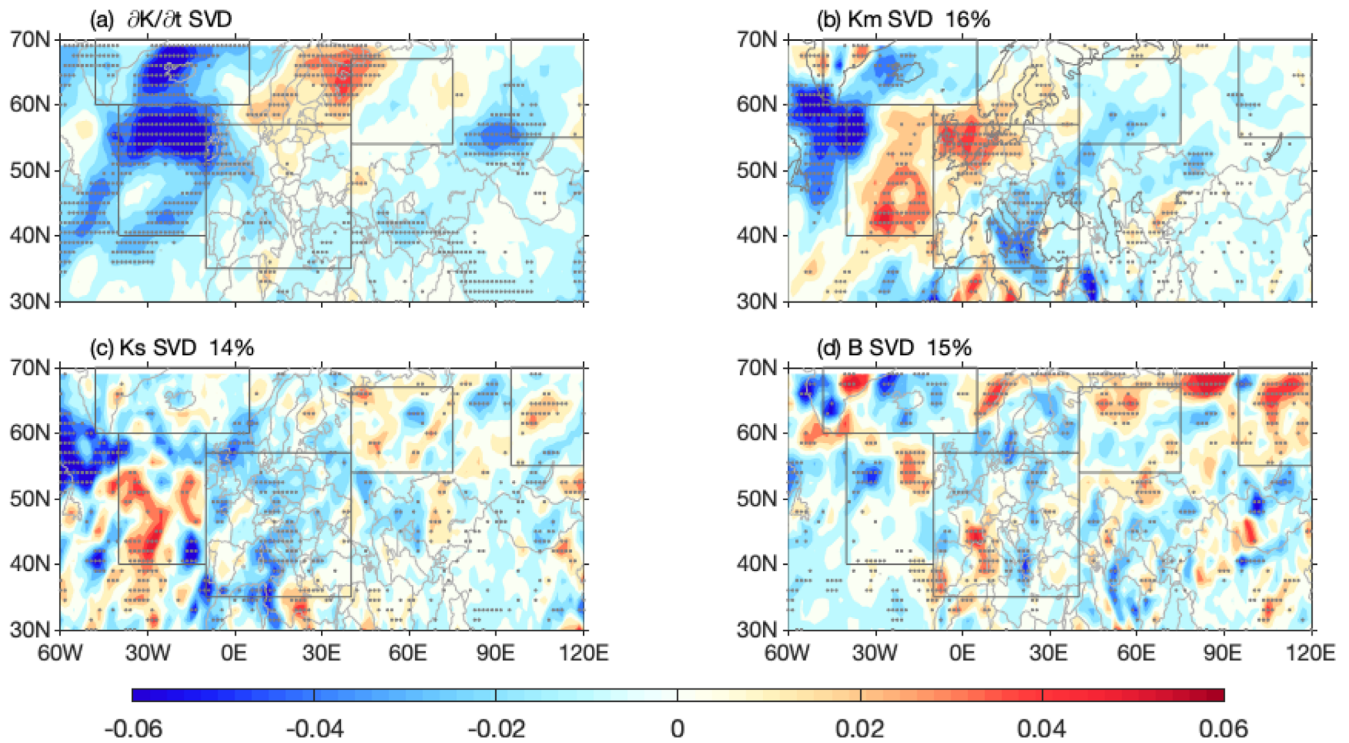 (a) ∂K/∂t SVD
(b) Km SVD 16%
70N
60N
50N
40N
30N
70N
60N
50N
40N
30N
(c) Ks SVD 14%
(d) B SVD 15%
70N
60N
50N
40N
30N
60W 30W 0E 30E 60E 90E 120E
70N
60N
50N
40N
30N
60W 30W 0E 30E 60E 90E 120E
-0.06 -0.04 -0.02 0 0.02 0.04 0.06